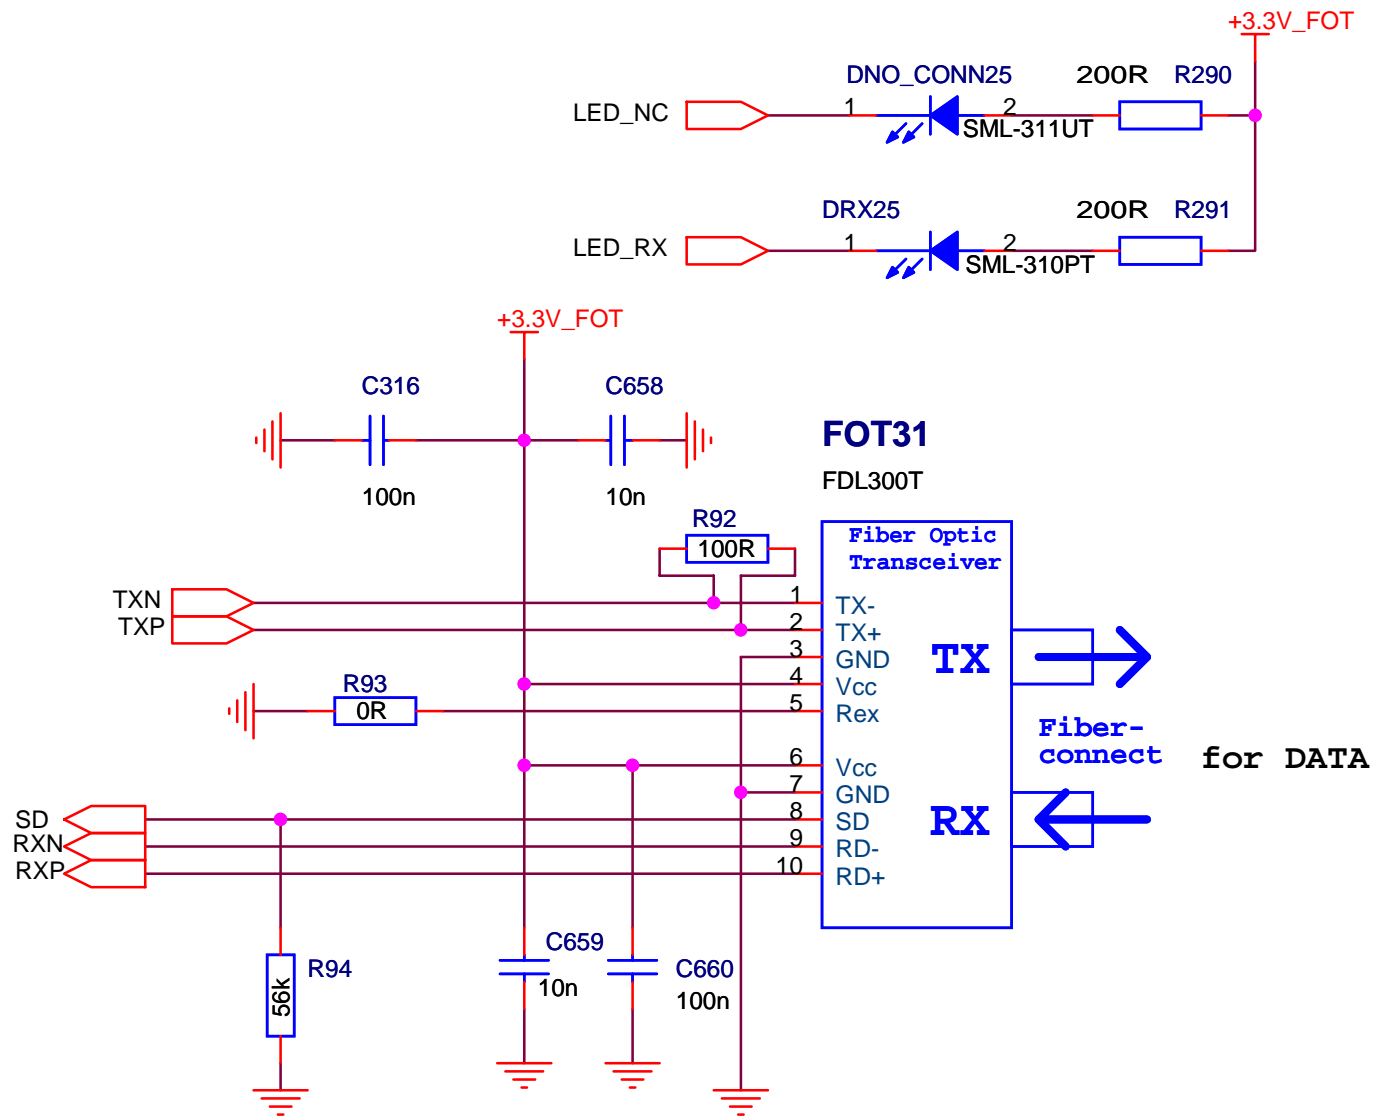 +3.3V_FOT
DNO_CONN25 200R R290
LED_NC 1 2
SML-311UT
DRX25 200R R291
LED_RX 1 2
SML-310PT
+3.3V_FOT
C316 C658
100n 10n
FOT31
FDL300T
R92
100R
Fiber Optic
Transceiver
TXN 1 TX-
TXP 2 TX+
3 GND
TX
4 Vcc
R93
0R 5 Rex
Fiber-
connect
for DATA
6 Vcc
7 GND
SD 8 SD
RX
RXN 9 RD-
RXP 10 RD+
C659
10n
C660
100n
R94
56k